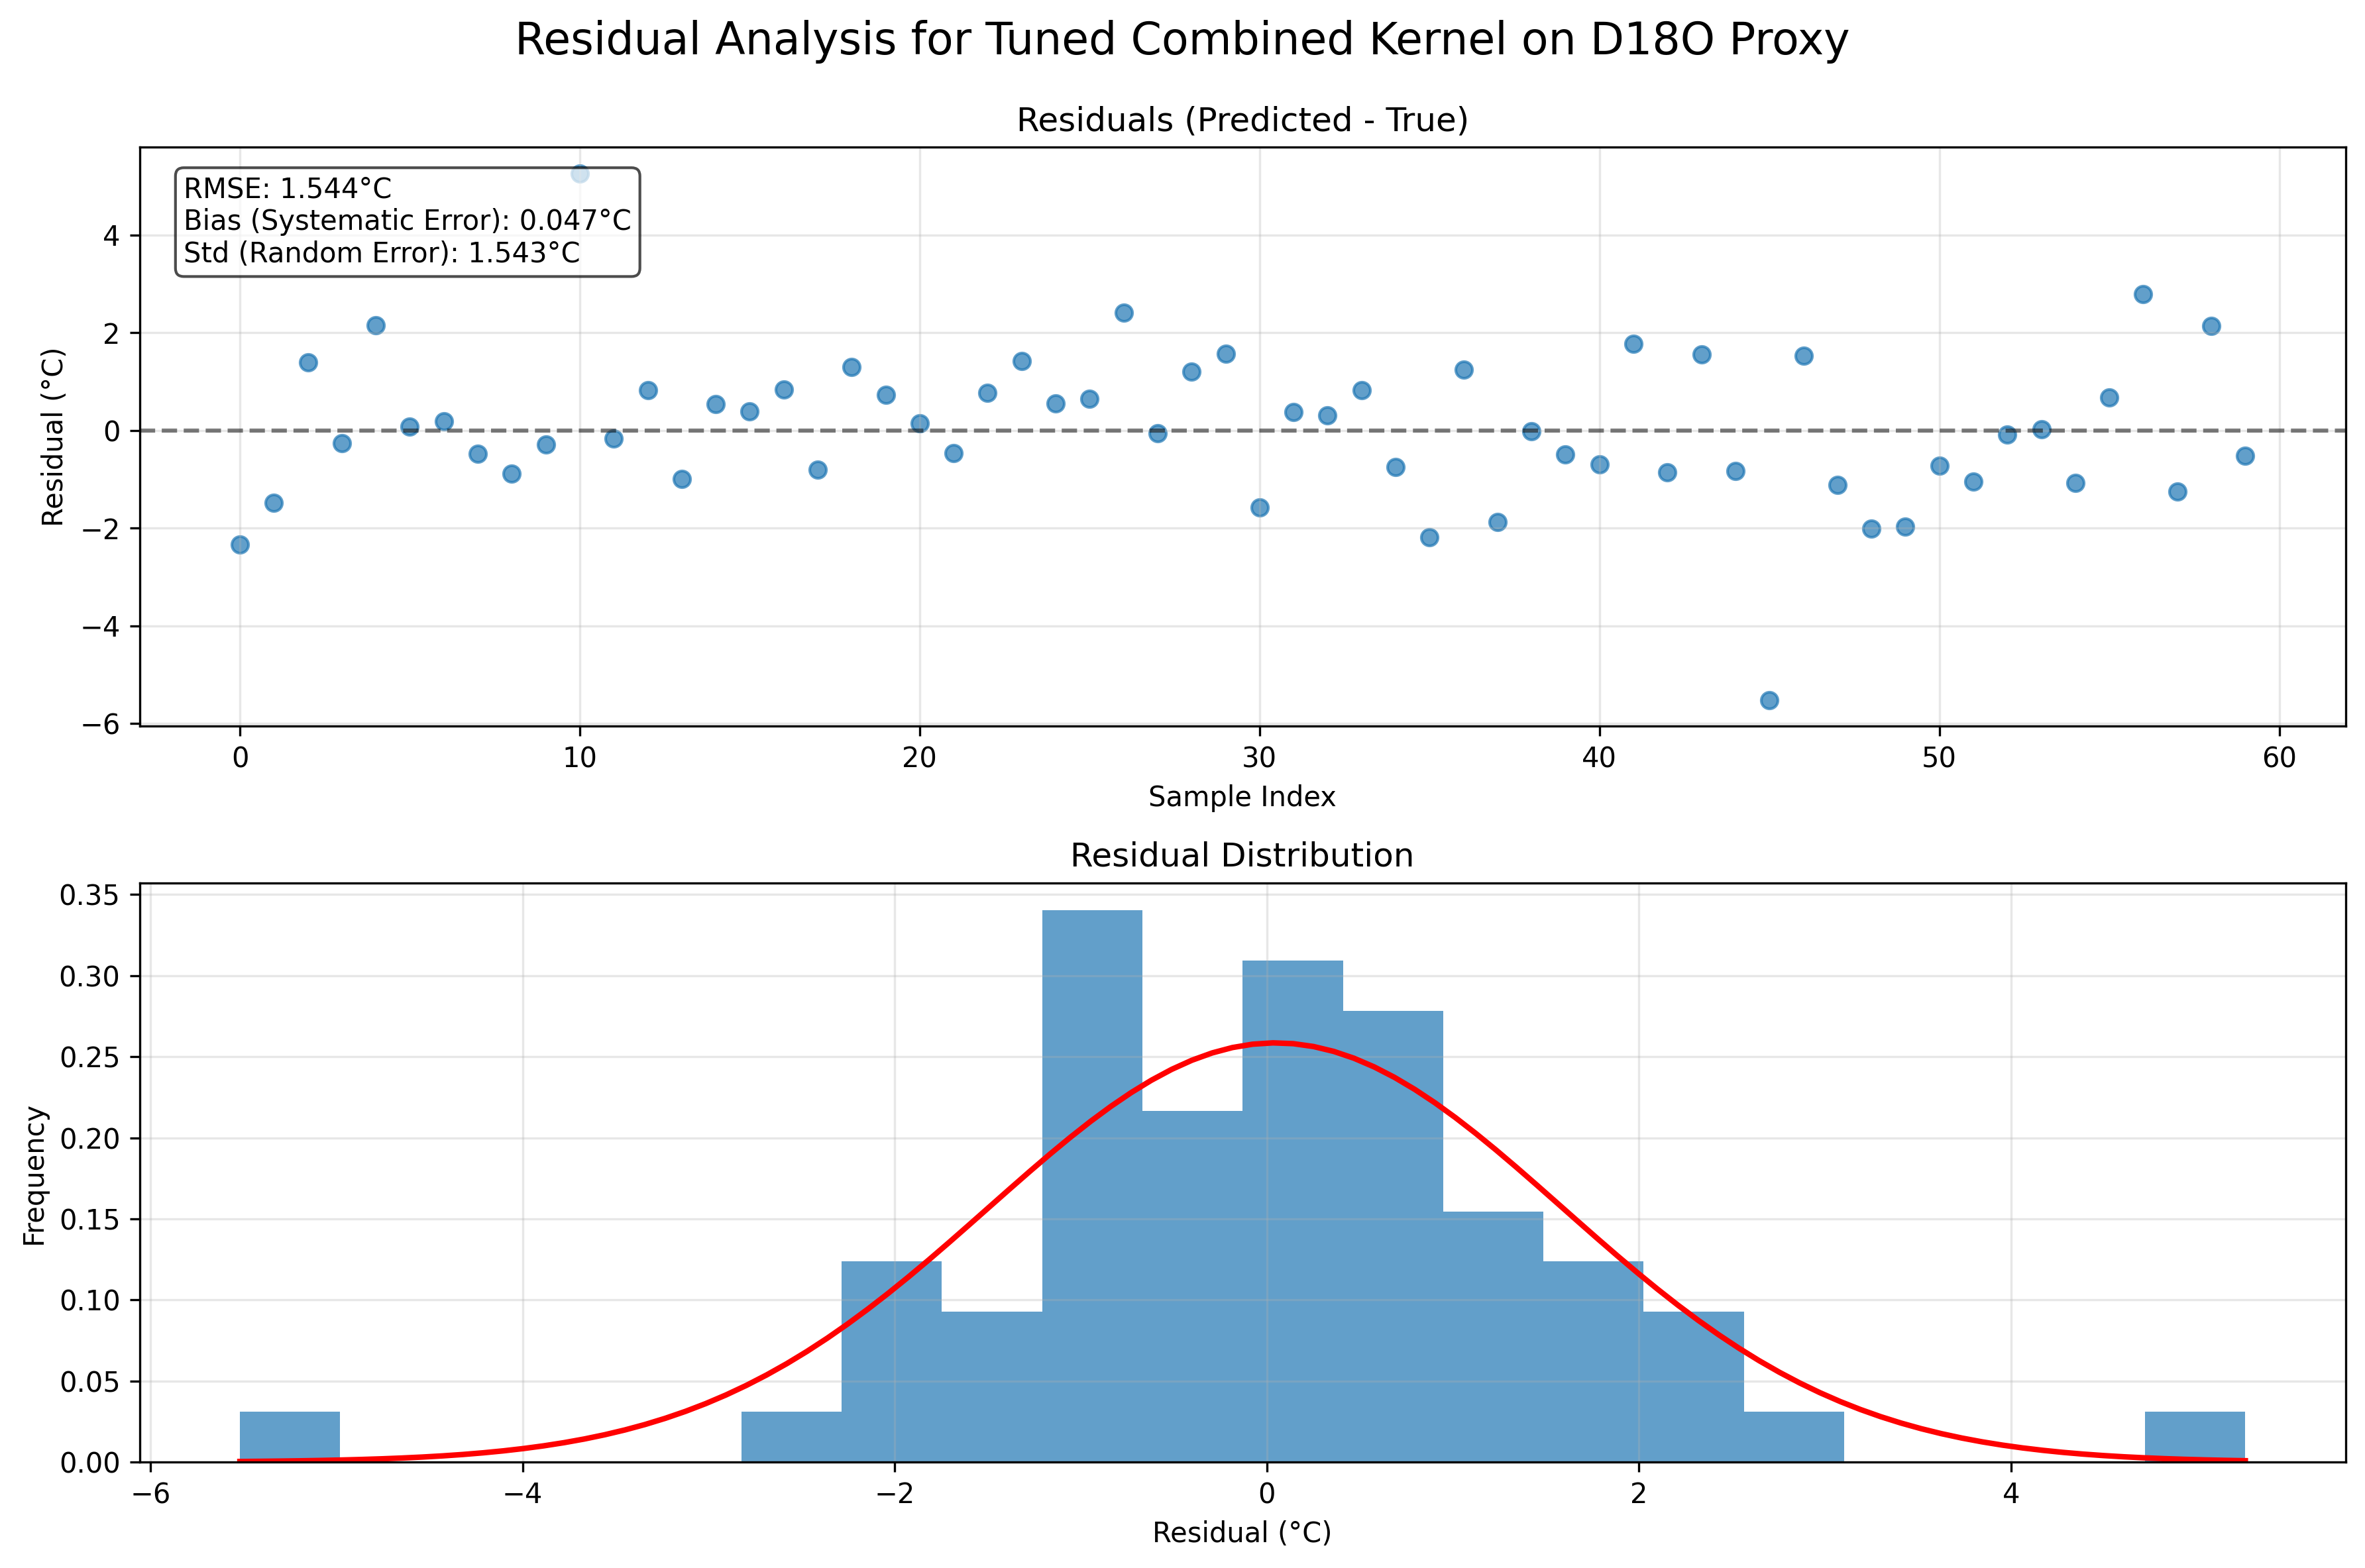 Residual Analysis for Tuned Combined Kernel on D18O Proxy
Residuals (Predicted - True)
RMSE: 1.544°C
Bias (Systematic Error): 0.047°C
Std (Random Error): 1.543°C
Residual (°C)
4
2
0
−2
−4
−6
0 10 20 30 40 50 60
Sample Index
Residual Distribution
Frequency
0.35
0.30
0.25
0.20
0.15
0.10
0.05
0.00
−6 −4 −2 0 2 4
Residual (°C)